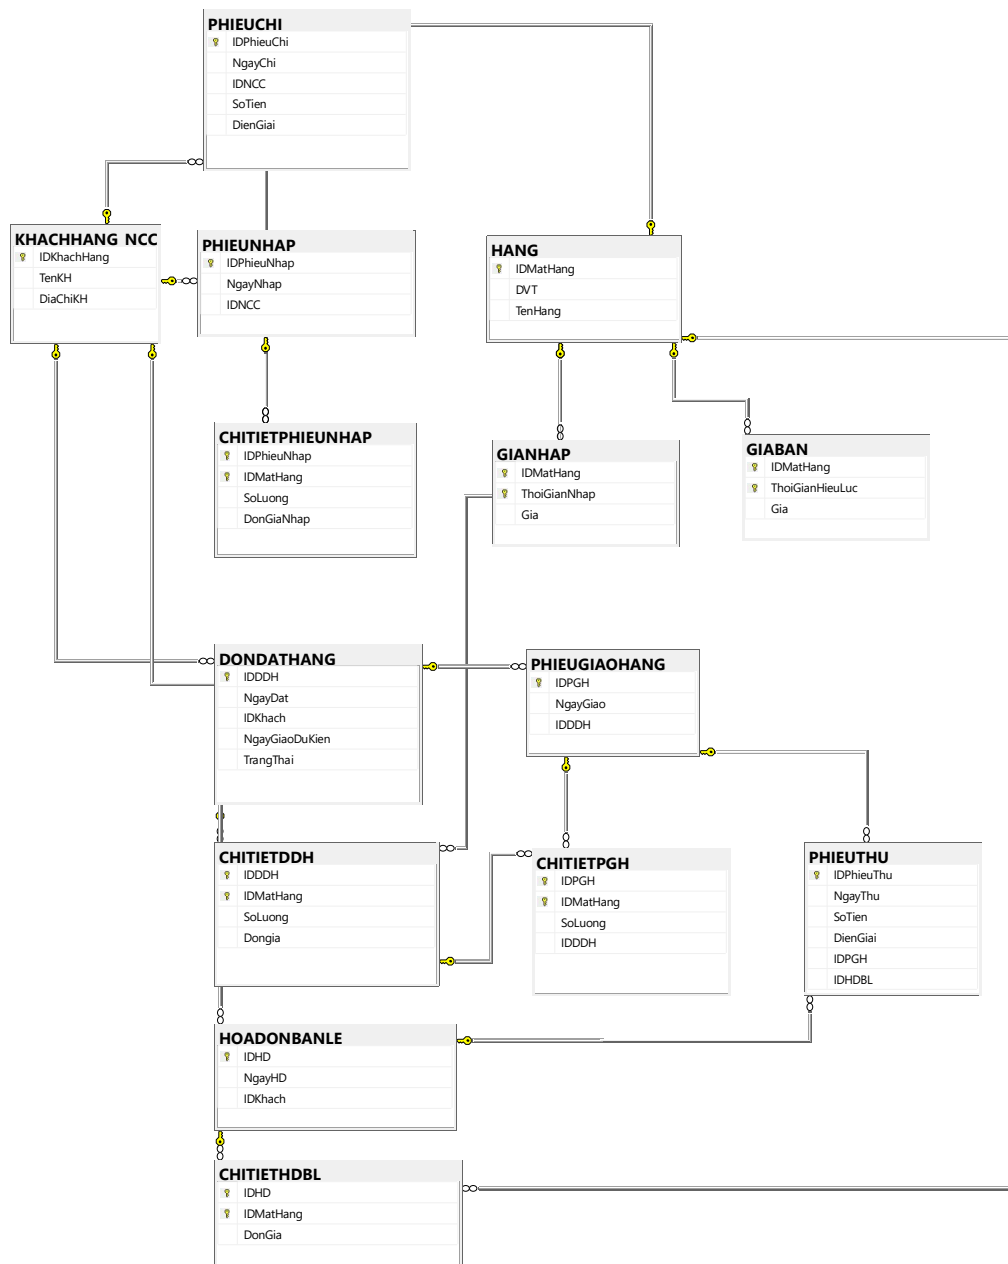 PHIEUCHI
IDPhieuChi
NgayChi
IDNCC
SoTien
DienGiai
KHACHHANG_NCC
IDKhachHang
TenKH
DiaChiKH
PHIEUNHAP
IDPhieuNhap
NgayNhap
IDNCC
HANG
IDMatHang
DVT
TenHang
CHITIETPHIEUNHAP
IDPhieuNhap
IDMatHang
SoLuong
DonGiaNhap
GIANHAP
IDMatHang
ThoiGianNhap
Gia
GIABAN
IDMatHang
ThoiGianHieuLuc
Gia
DONDATHANG
IDDDH
NgayDat
IDKhach
NgayGiaoDuKien
TrangThai
PHIEUGIAOHANG
IDPGH
NgayGiao
IDDDH
CHITIETDDH
IDDDH
IDMatHang
SoLuong
Dongia
CHITIETPGH
IDPGH
IDMatHang
SoLuong
IDDDH
PHIEUTHU
IDPhieuThu
NgayThu
SoTien
DienGiai
IDPGH
IDHDBL
HOADONBANLE
IDHD
NgayHD
IDKhach
CHITIETHDBL
IDHD
IDMatHang
DonGia